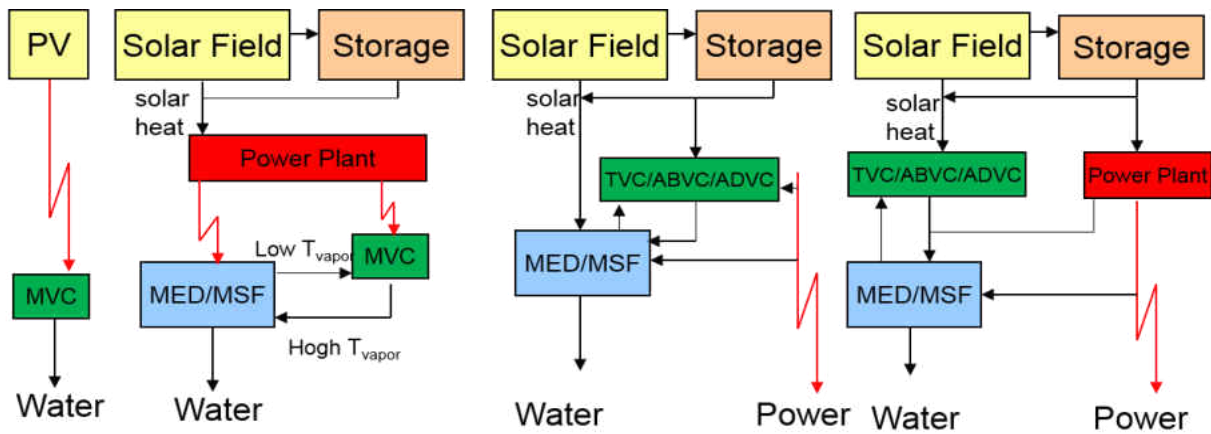 PV
MVC
Water
Solar Field
Storage
solar
heat
Power Plant
Low Tvapor
MVC
MED/MSF
Hogh Tvapor
Water
Solar Field
Storage
solar
heat
TVC/ABVC/ADVC
MED/MSF
Water
Power
Solar Field
Storage
solar
heat
TVC/ABVC/ADVC
Power Plant
MED/MSF
Water
Power